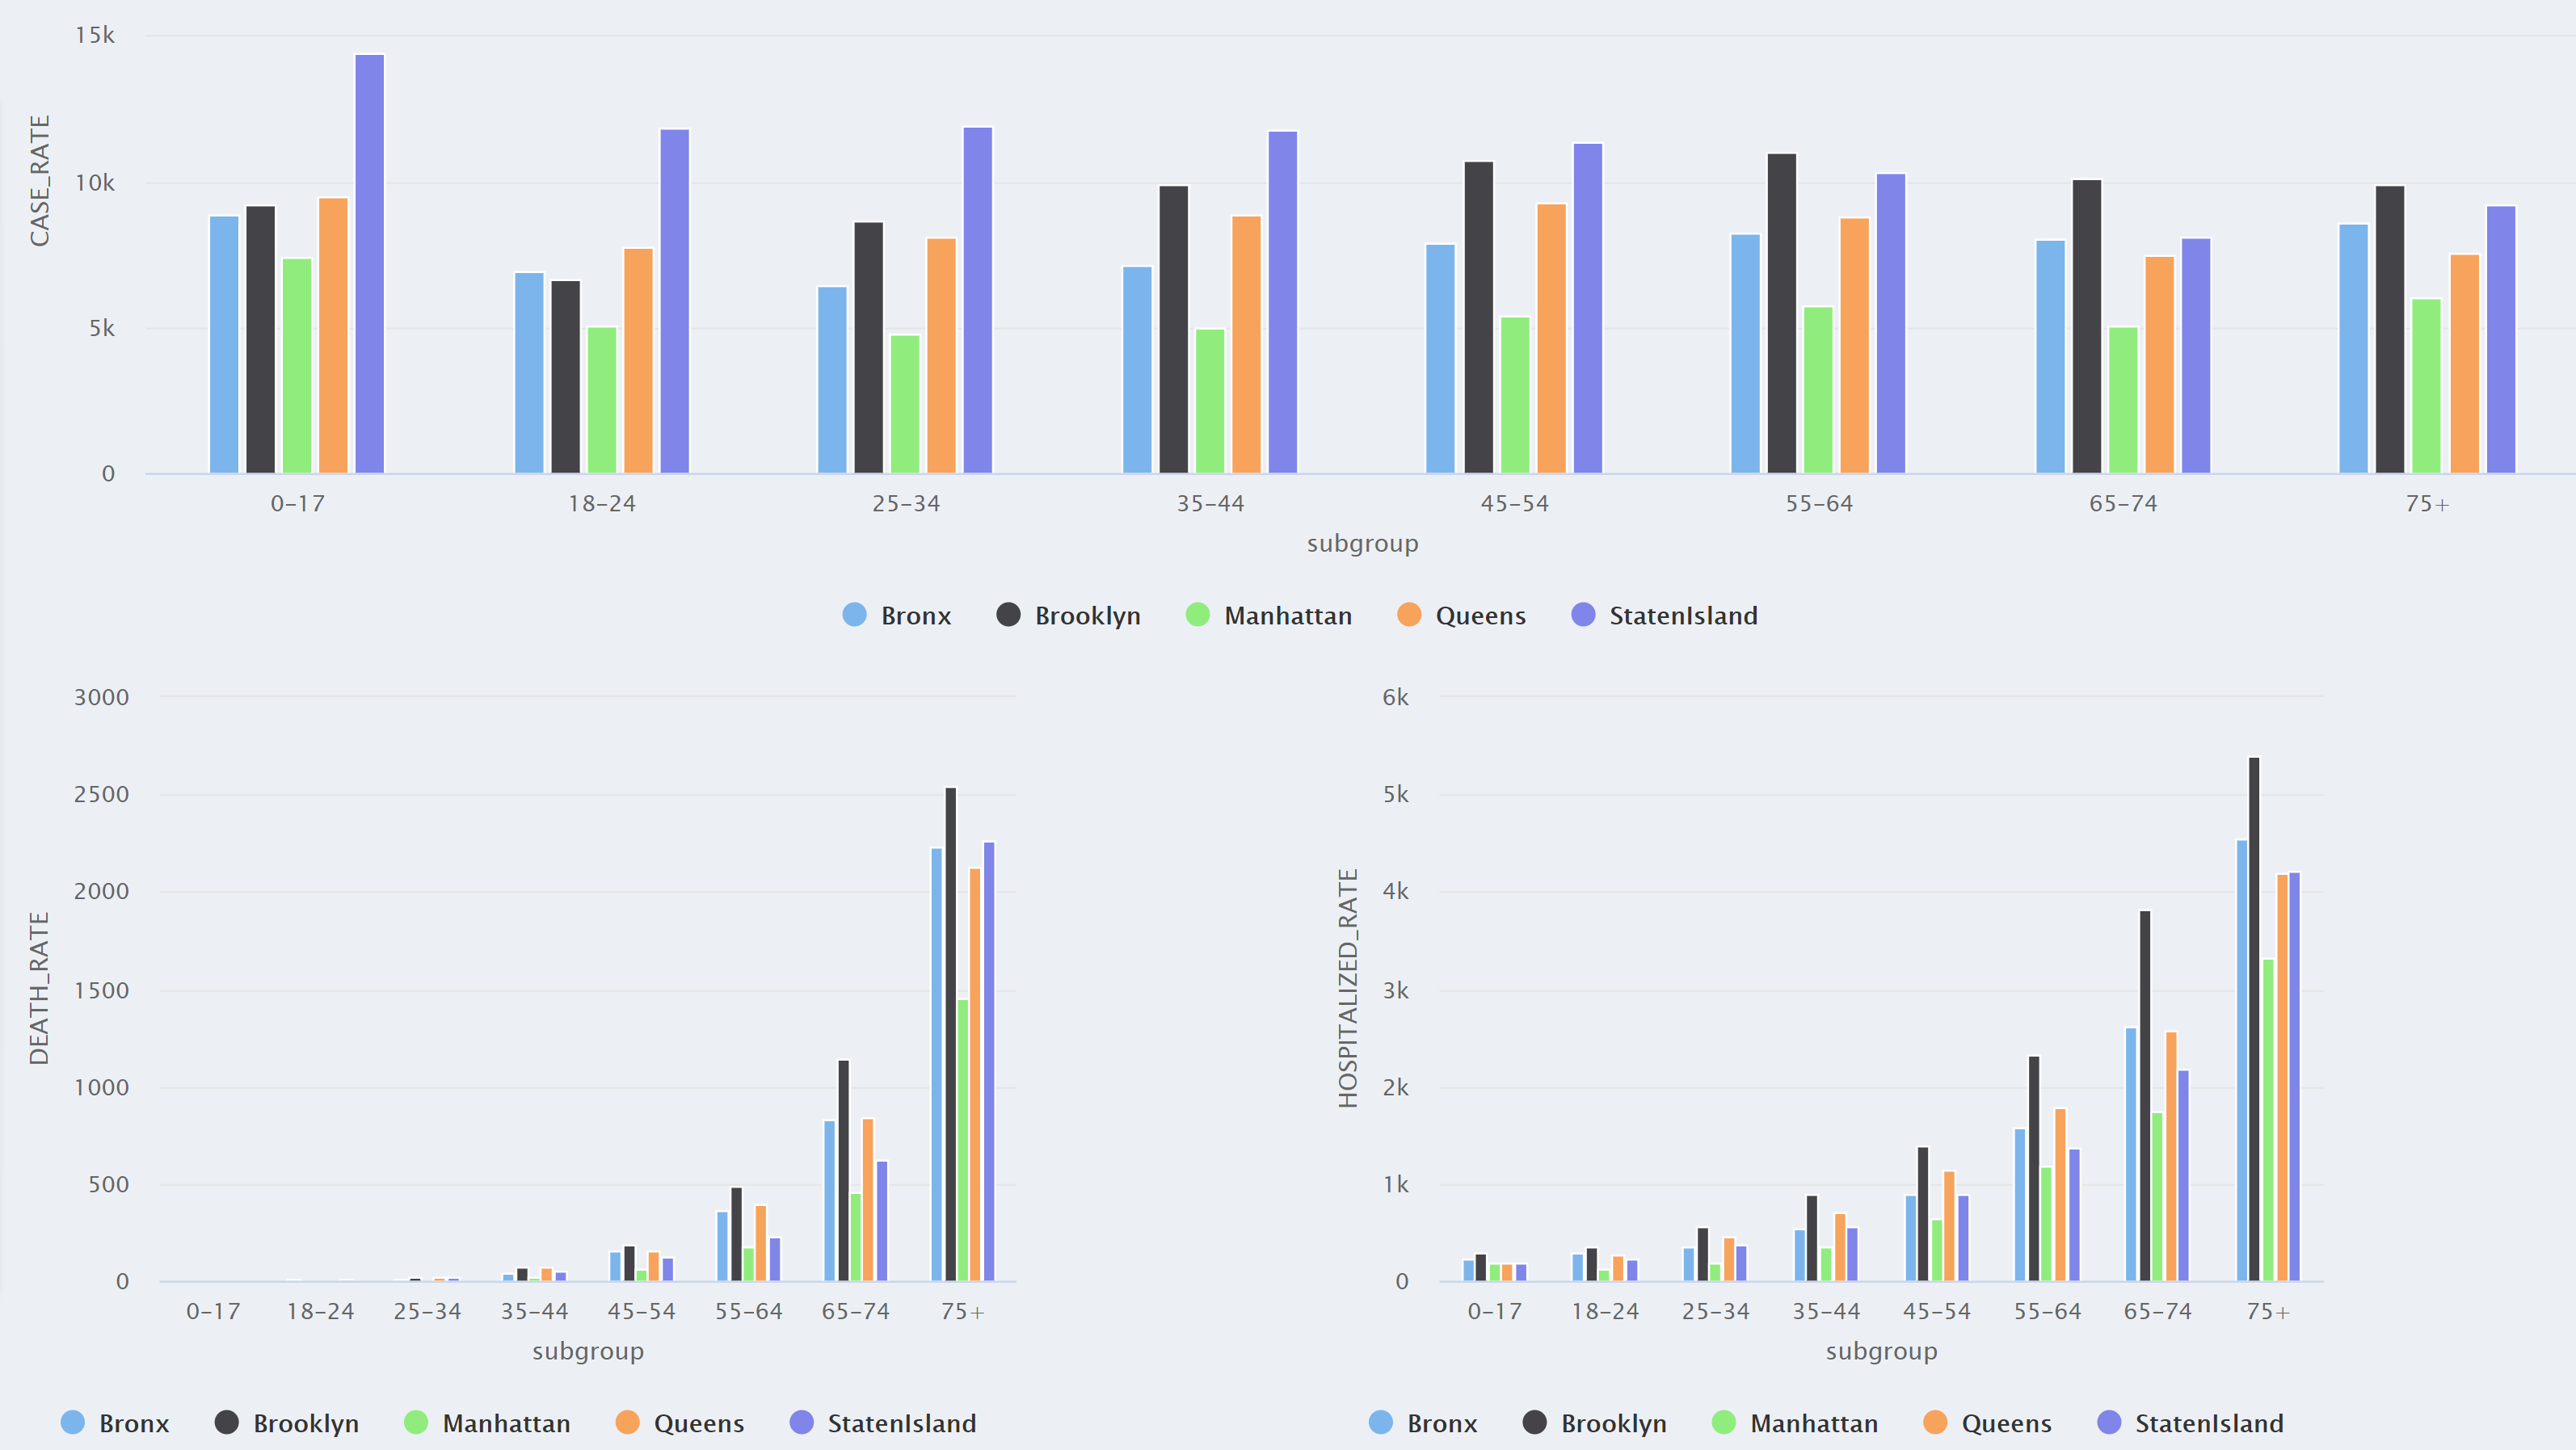 15k
10k
5k
0
CASE_RATE
0–17 18–24 25–34 35–44 45–54 55–64 65–74 75+
subgroup
Bronx Brooklyn Manhattan Queens StatenIsland
3000
2500
2000
1500
1000
500
0
DEATH_RATE
0–17 18–24 25–34 35–44 45–54 55–64 65–74 75+
subgroup
Bronx Brooklyn Manhattan Queens StatenIsland
6k
5k
4k
3k
2k
1k
0
HOSPITALIZED_RATE
0–17 18–24 25–34 35–44 45–54 55–64 65–74 75+
subgroup
Bronx Brooklyn Manhattan Queens StatenIsland